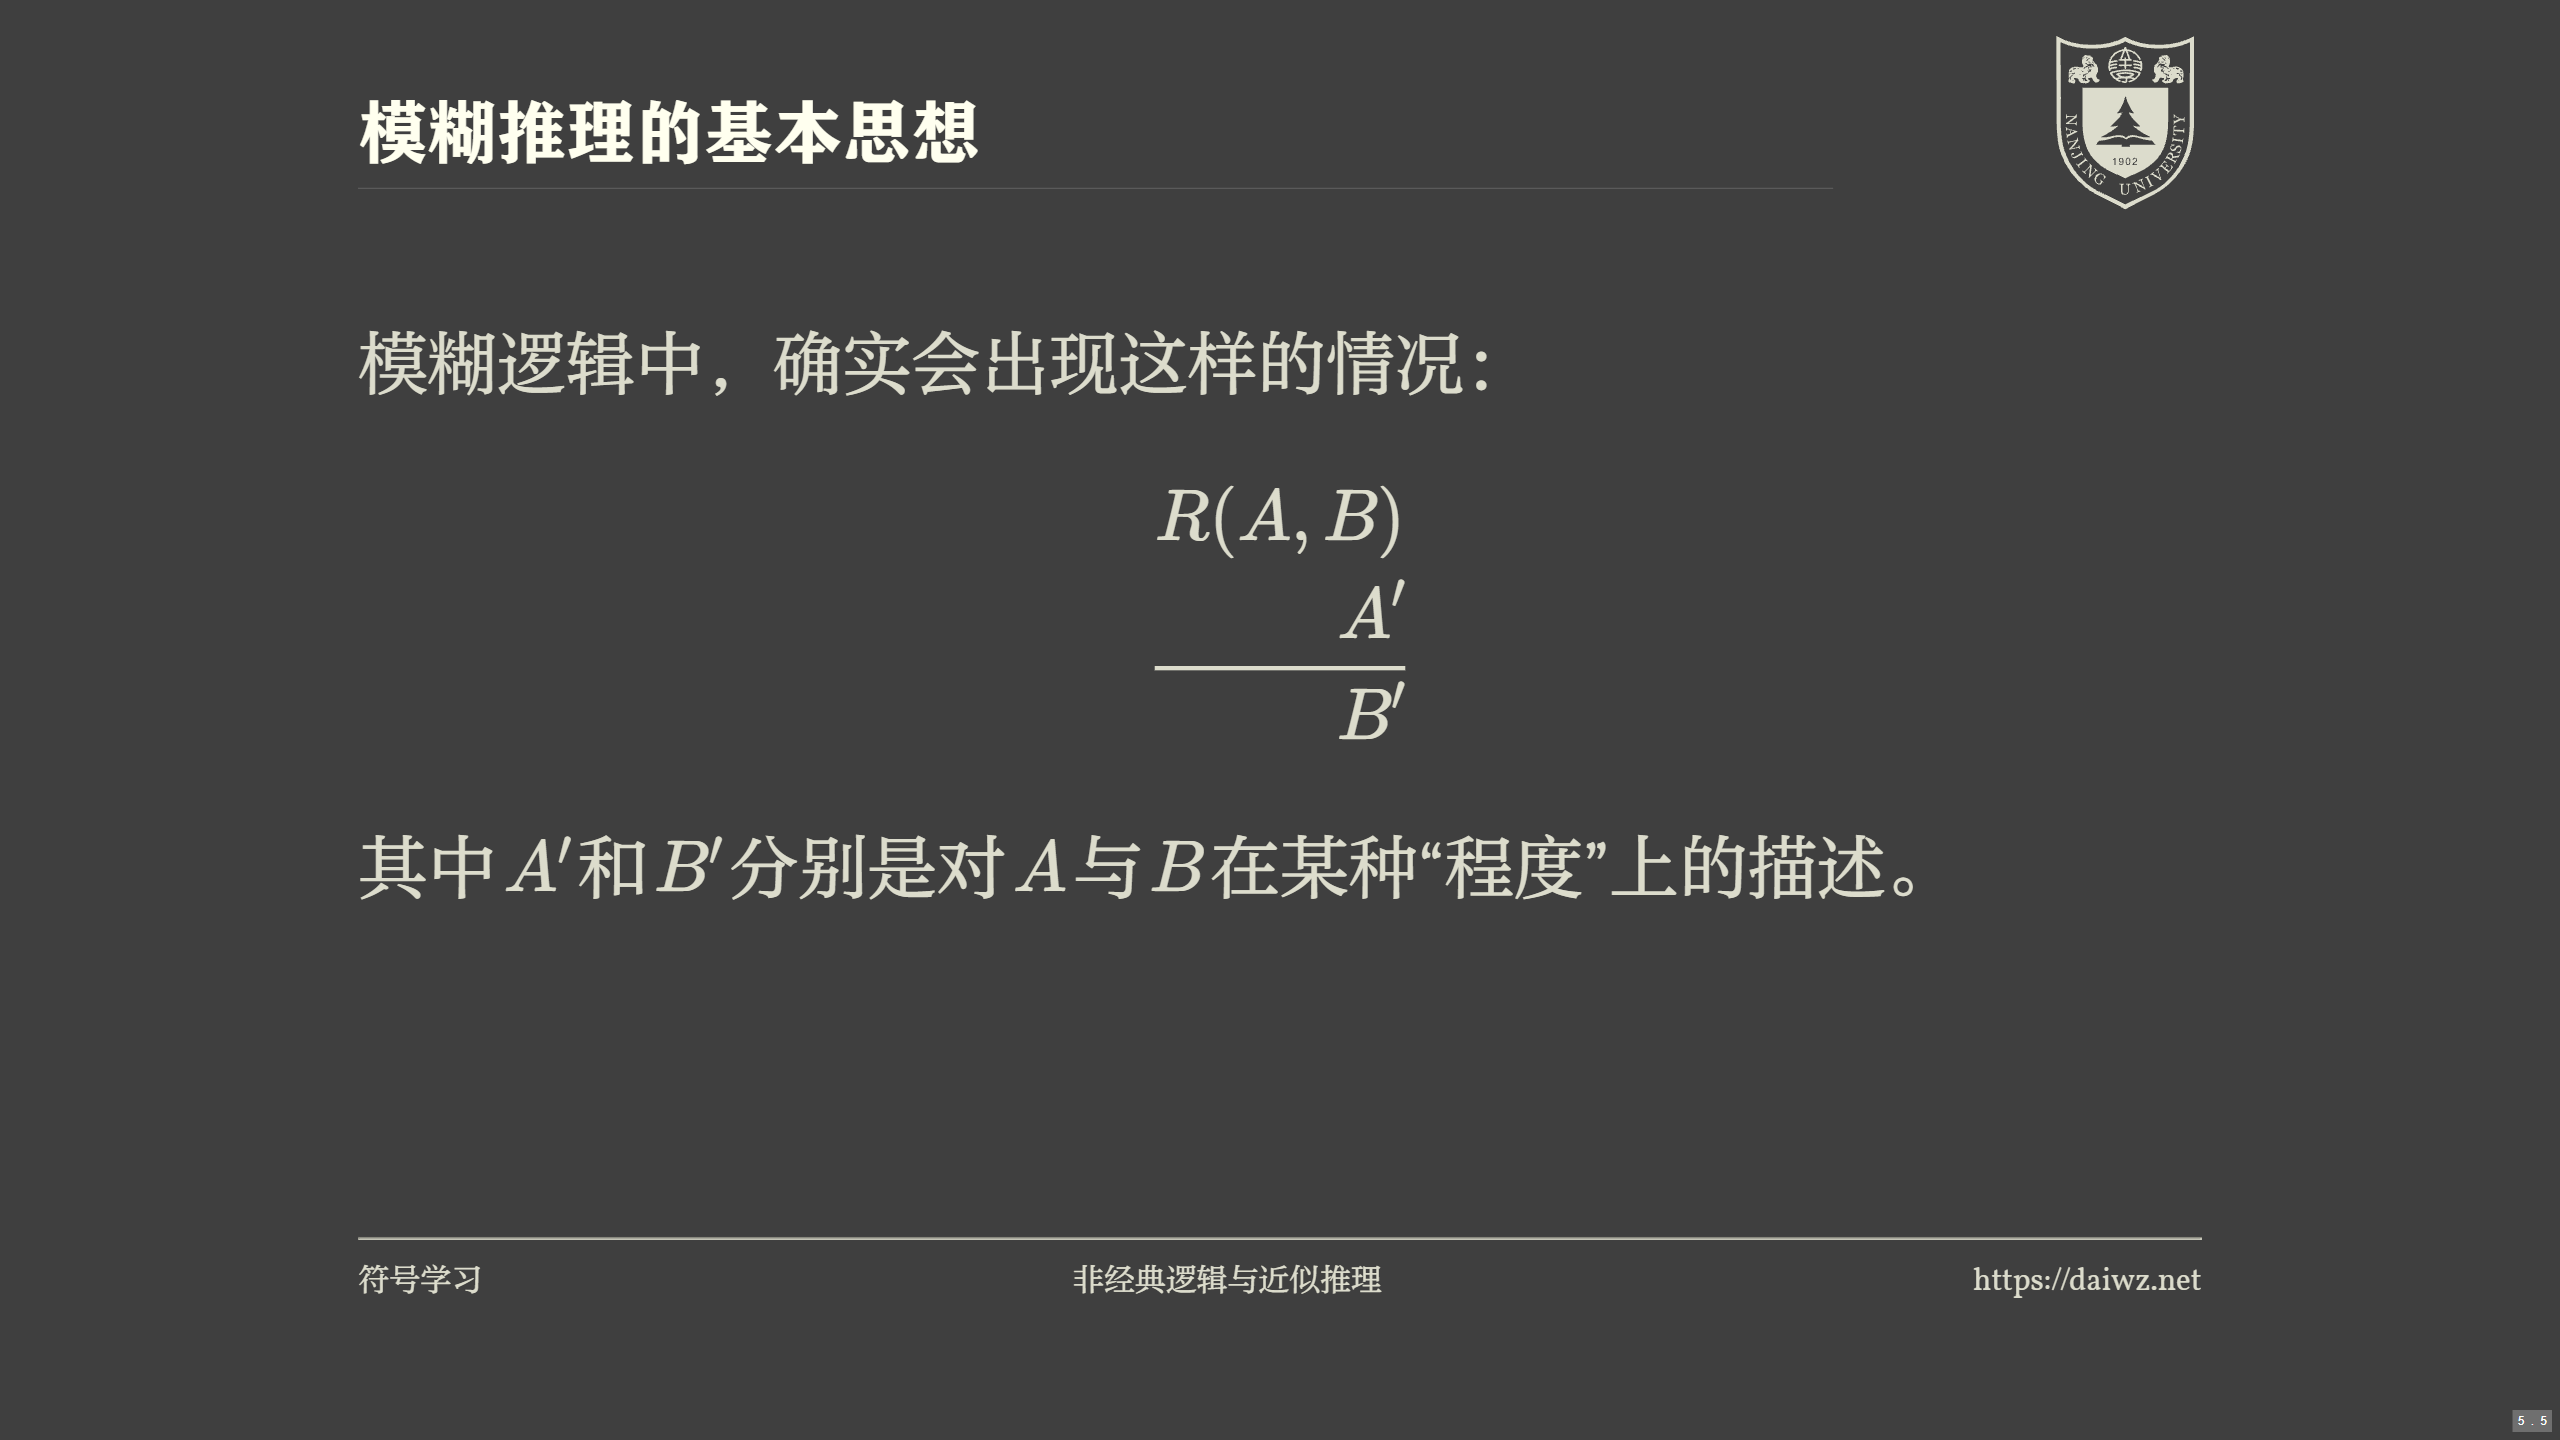 模糊推理的基本思想
NANJING UNIVERSITY
1902
模糊逻辑中，确实会出现这样的情况：
R(A, B)
A′
B′
其中 A′ 和 B′ 分别是对 A 与 B 在某种“程度”上的描述。
符号学习
非经典逻辑与近似推理
https://daiwz.net
5 . 5